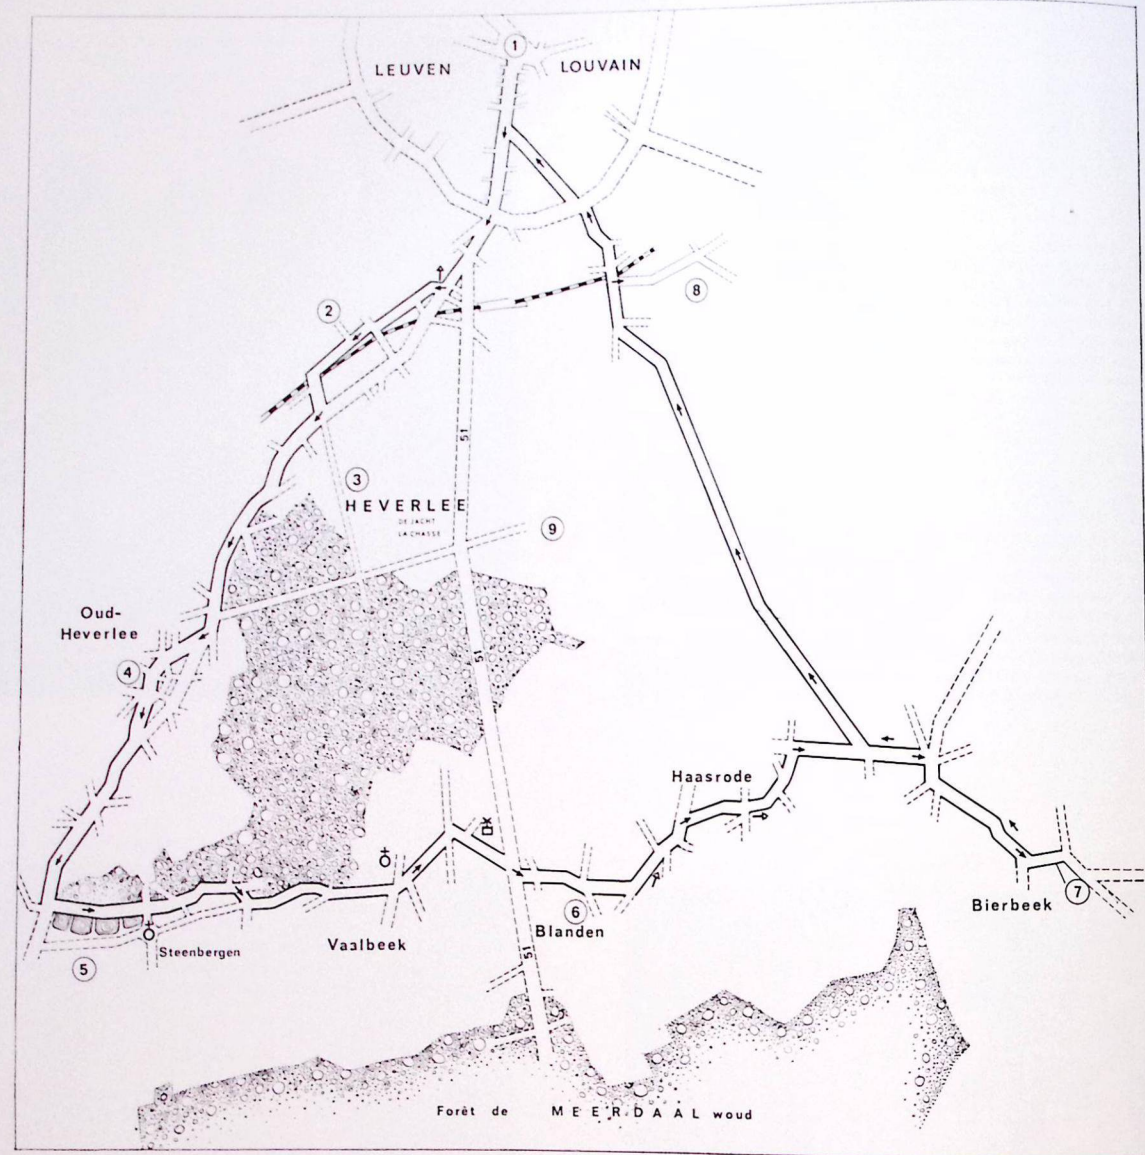 1
LEUVEN
LOUVAIN
8
2
51
3
HEVERLEE
DE JACHT
LA CHASSE
9
Oud-
Heverlee
51
4
Haasrode
7
Bierbeek
6
Blanden
Vaalbeek
Steenbergen
51
5
Forêt de MEERDAAL woud